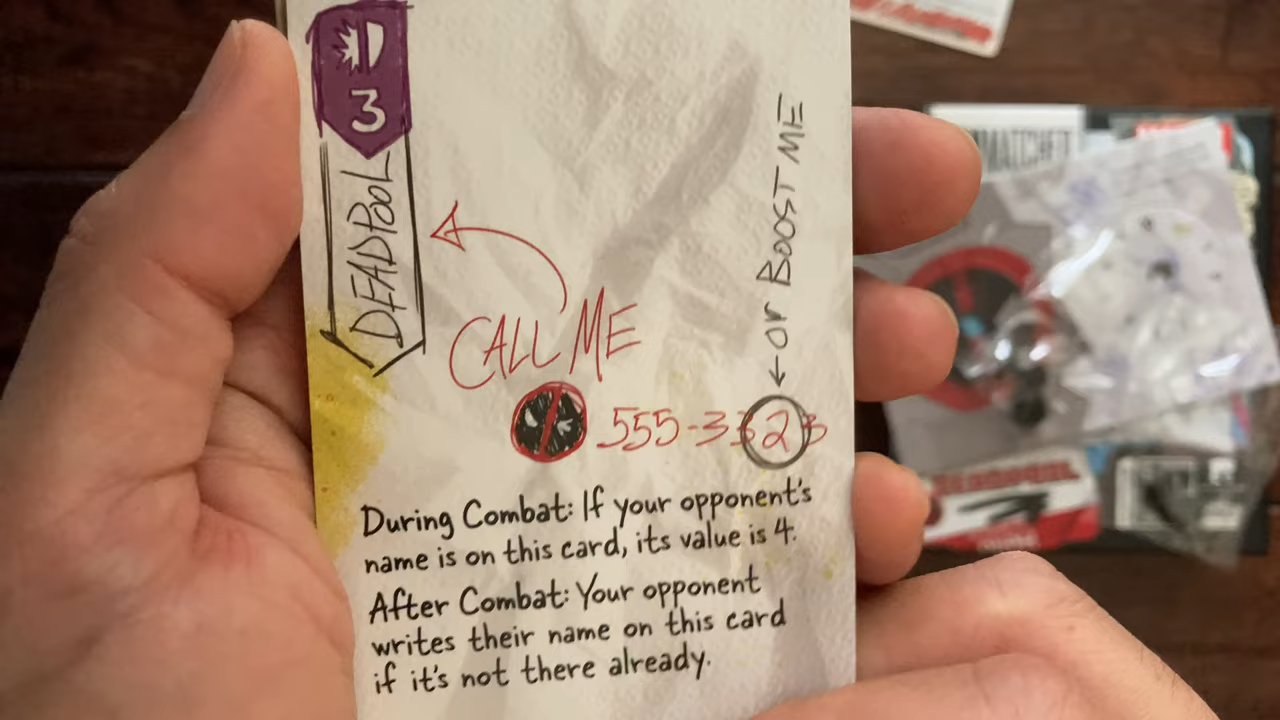 3
DEADPOOL
← or BOOST ME
CALL ME
555-3323
During Combat: If your opponent's
name is on this card, its value is 4.
After Combat: Your opponent
writes their name on this card
if it's not there already.
DEADPOOL